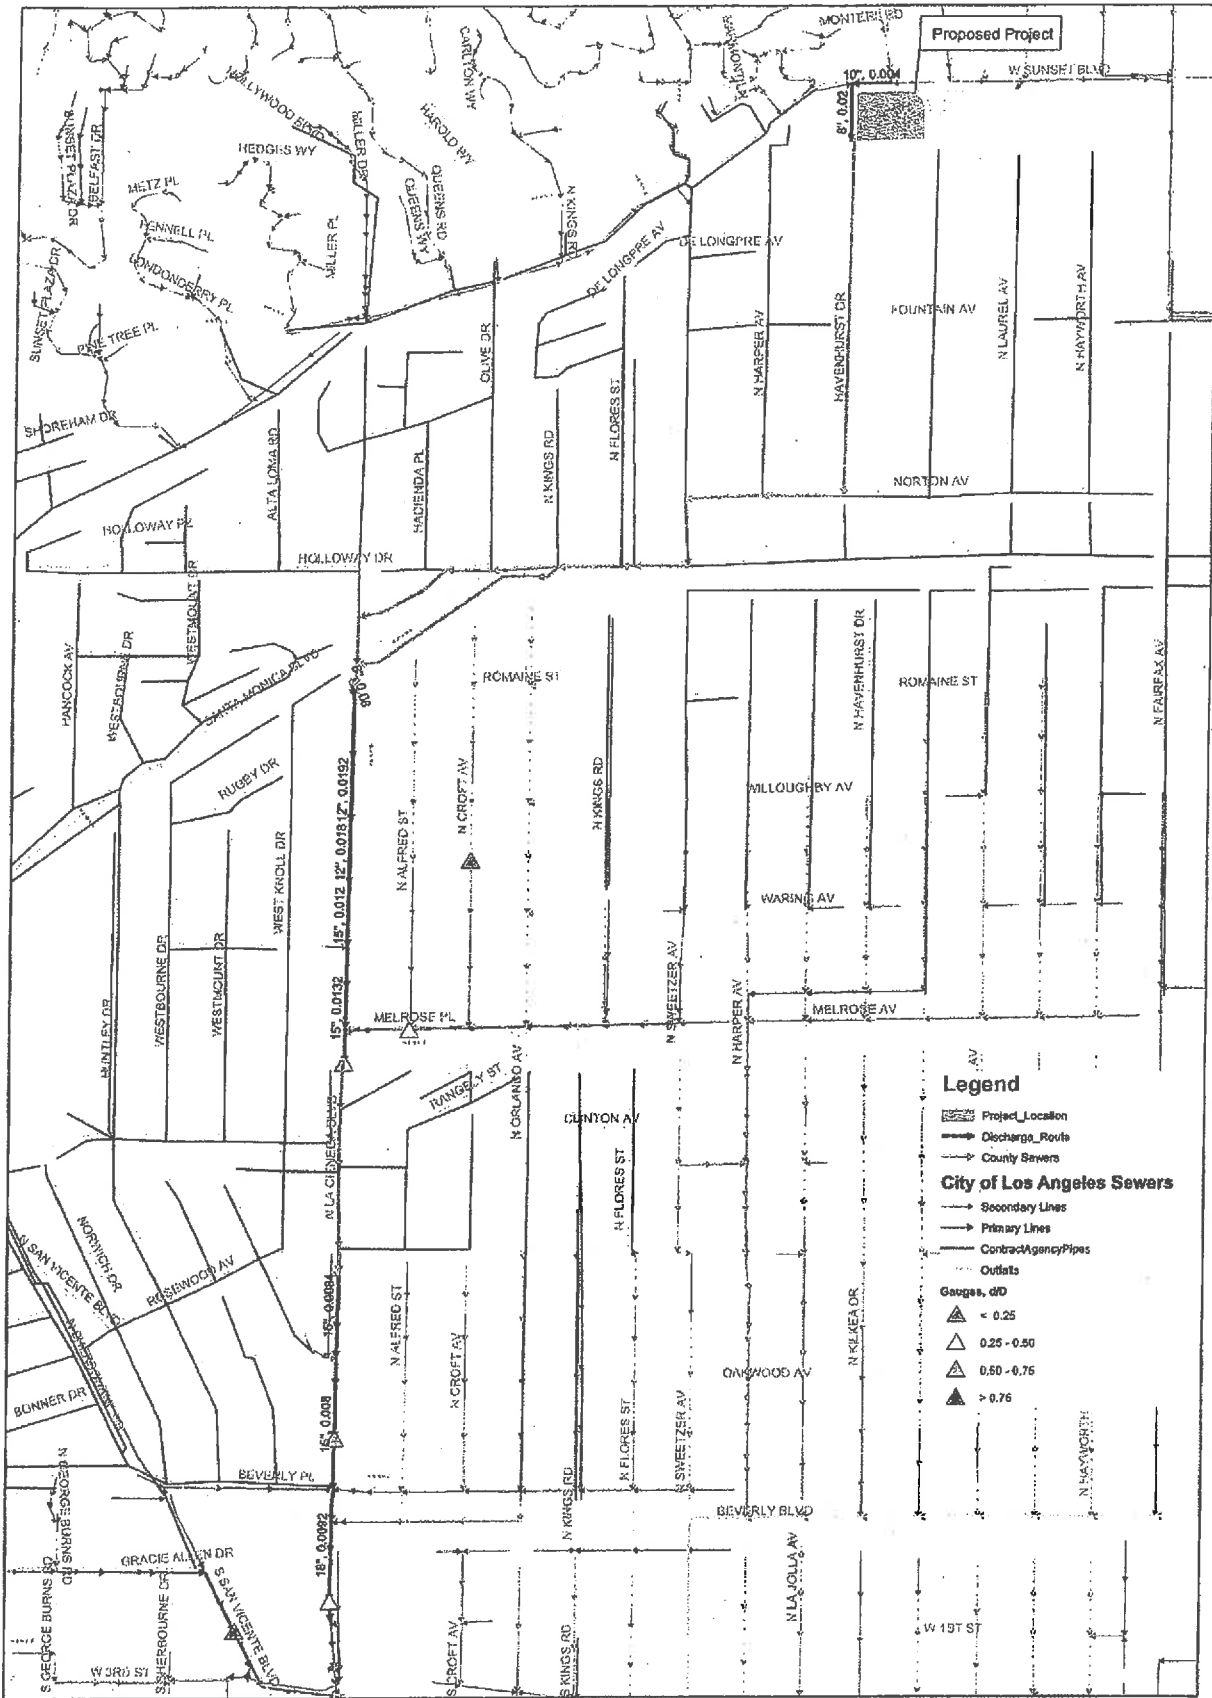 MONTEREY RD
Proposed Project
CARLTON WY
10", 0.004
W SUNSET BLVD
8", 0.02
HOLLYWOOD BLVD
HAROLD WY
MILLER DR
HEDGES WY
SUNSET PLAZA DR
BELFAST DR
METZ PL
QUEENS RD
QUEENS WY
N KINGS RD
HENNELL PL
MILLER PL
DE LONGPRE AV
DE LONGPRE AV
LONDONDERRY PL
SUNSET PLAZA DR
PINE TREE PL
FOUNTAIN AV
OLIVE DR
N HARPER AV
HAVENHURST DR
N LAUREL AV
N HAYWORTH AV
SHOREHAM DR
ALTA LOMA RD
HACIENDA PL
N KINGS RD
N FLORES ST
NORTON AV
HOLLOWAY PL
HOLLOWAY DR
WESTMOUNT DR
HANCOCK AV
WESTBOURNE DR
SANTA MONICA BLVD
ROMAINE ST
N HAVENHURST DR
ROMAINE ST
N FAIRFAX AV
RUGBY DR
12", 0.0192
12", 0.018
15", 0.012
N ALFRED ST
N CROFT AV
N KINGS RD
WILLOUGHBY AV
WEST KNOLL DR
WARING AV
HUNTLEY DR
WESTBOURNE DR
WESTMOUNT DR
15", 0.0132
MELROSE PL
N SWEETZER AV
N HARPER AV
MELROSE AV
AV
N LA CIENEGA BLVD
RANGELY ST
N ORLANDO AV
CLINTON AV
N FLORES ST
Legend
Project_Location
Discharge_Route
County Sewers
City of Los Angeles Sewers
Secondary Lines
Primary Lines
ContractAgencyPipes
Outfalls
Gauges, d/D
< 0.25
0.25 - 0.50
0.50 - 0.75
> 0.75
N SAN VICENTE BLVD
NORWICH DR
ROSEWOOD AV
N ALFRED ST
N CROFT AV
N KILKEA DR
OAKWOOD AV
BONNER DR
N FLORES ST
N SWEETZER AV
N HAYWORTH
N GEORGE BURNS RD
BEVERLY PL
N KINGS RD
BEVERLY BLVD
18", 0.0092
GRACIE ALLEN DR
S GEORGE BURNS RD
S SHERBOURNE DR
S SAN VICENTE BLVD
N LA JOLLA AV
W 1ST ST
W 3RD ST
S CROFT AV
S KINGS RD